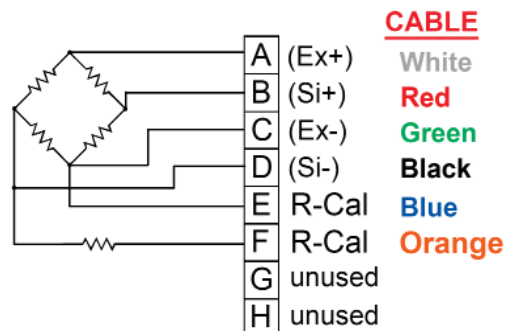 CABLE
A (Ex+) White
B (Si+) Red
C (Ex-) Green
D (Si-) Black
E R-Cal Blue
F R-Cal Orange
G unused
H unused